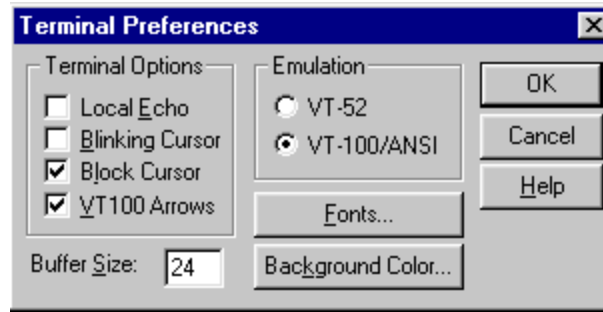 Terminal Preferences
Terminal Options
Local Echo
Blinking Cursor
Block Cursor
VT100 Arrows
Buffer Size: 24
Emulation
VT-52
VT-100/ANSI
Fonts...
Background Color...
OK
Cancel
Help